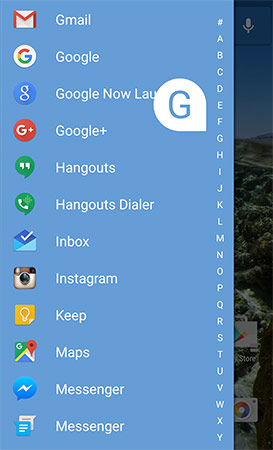 Gmail
Google
Google Now Lau
G
Google+
Hangouts
Hangouts Dialer
Inbox
Instagram
Keep
Maps
Messenger
Messenger
#
A
B
C
D
E
F
G
H
I
J
K
L
M
N
O
P
Q
R
S
T
U
V
W
X
Y
Store